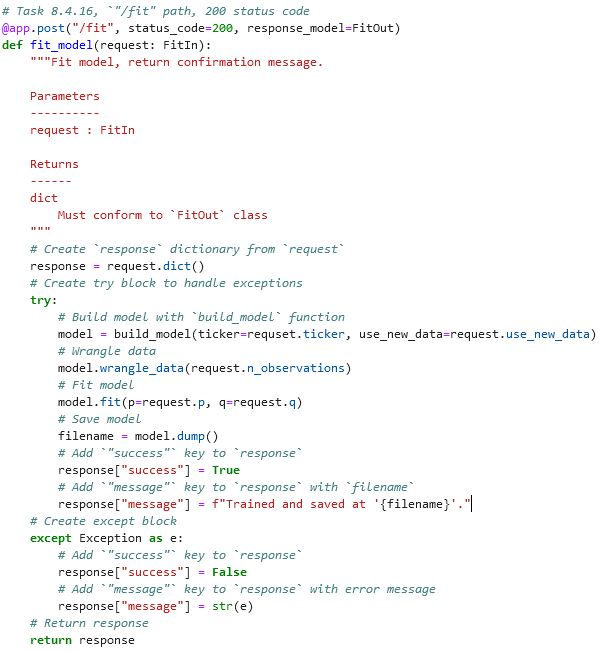 # Task 8.4.16, `"/fit" path, 200 status code
@app.post("/fit", status_code=200, response_model=FitOut)
def fit_model(request: FitIn):
    """Fit model, return confirmation message.

    Parameters
    ----------
    request : FitIn

    Returns
    ------
    dict
        Must conform to `FitOut` class
    """
    # Create `response` dictionary from `request`
    response = request.dict()
    # Create try block to handle exceptions
    try:
        # Build model with `build_model` function
        model = build_model(ticker=requset.ticker, use_new_data=request.use_new_data)
        # Wrangle data
        model.wrangle_data(request.n_observations)
        # Fit model
        model.fit(p=request.p, q=request.q)
        # Save model
        filename = model.dump()
        # Add `"success"` key to `response`
        response["success"] = True
        # Add `"message"` key to `response` with `filename`
        response["message"] = f"Trained and saved at '{filename}'."
    # Create except block
    except Exception as e:
        # Add `"success"` key to `response`
        response["success"] = False
        # Add `"message"` key to `response` with error message
        response["message"] = str(e)
    # Return response
    return response